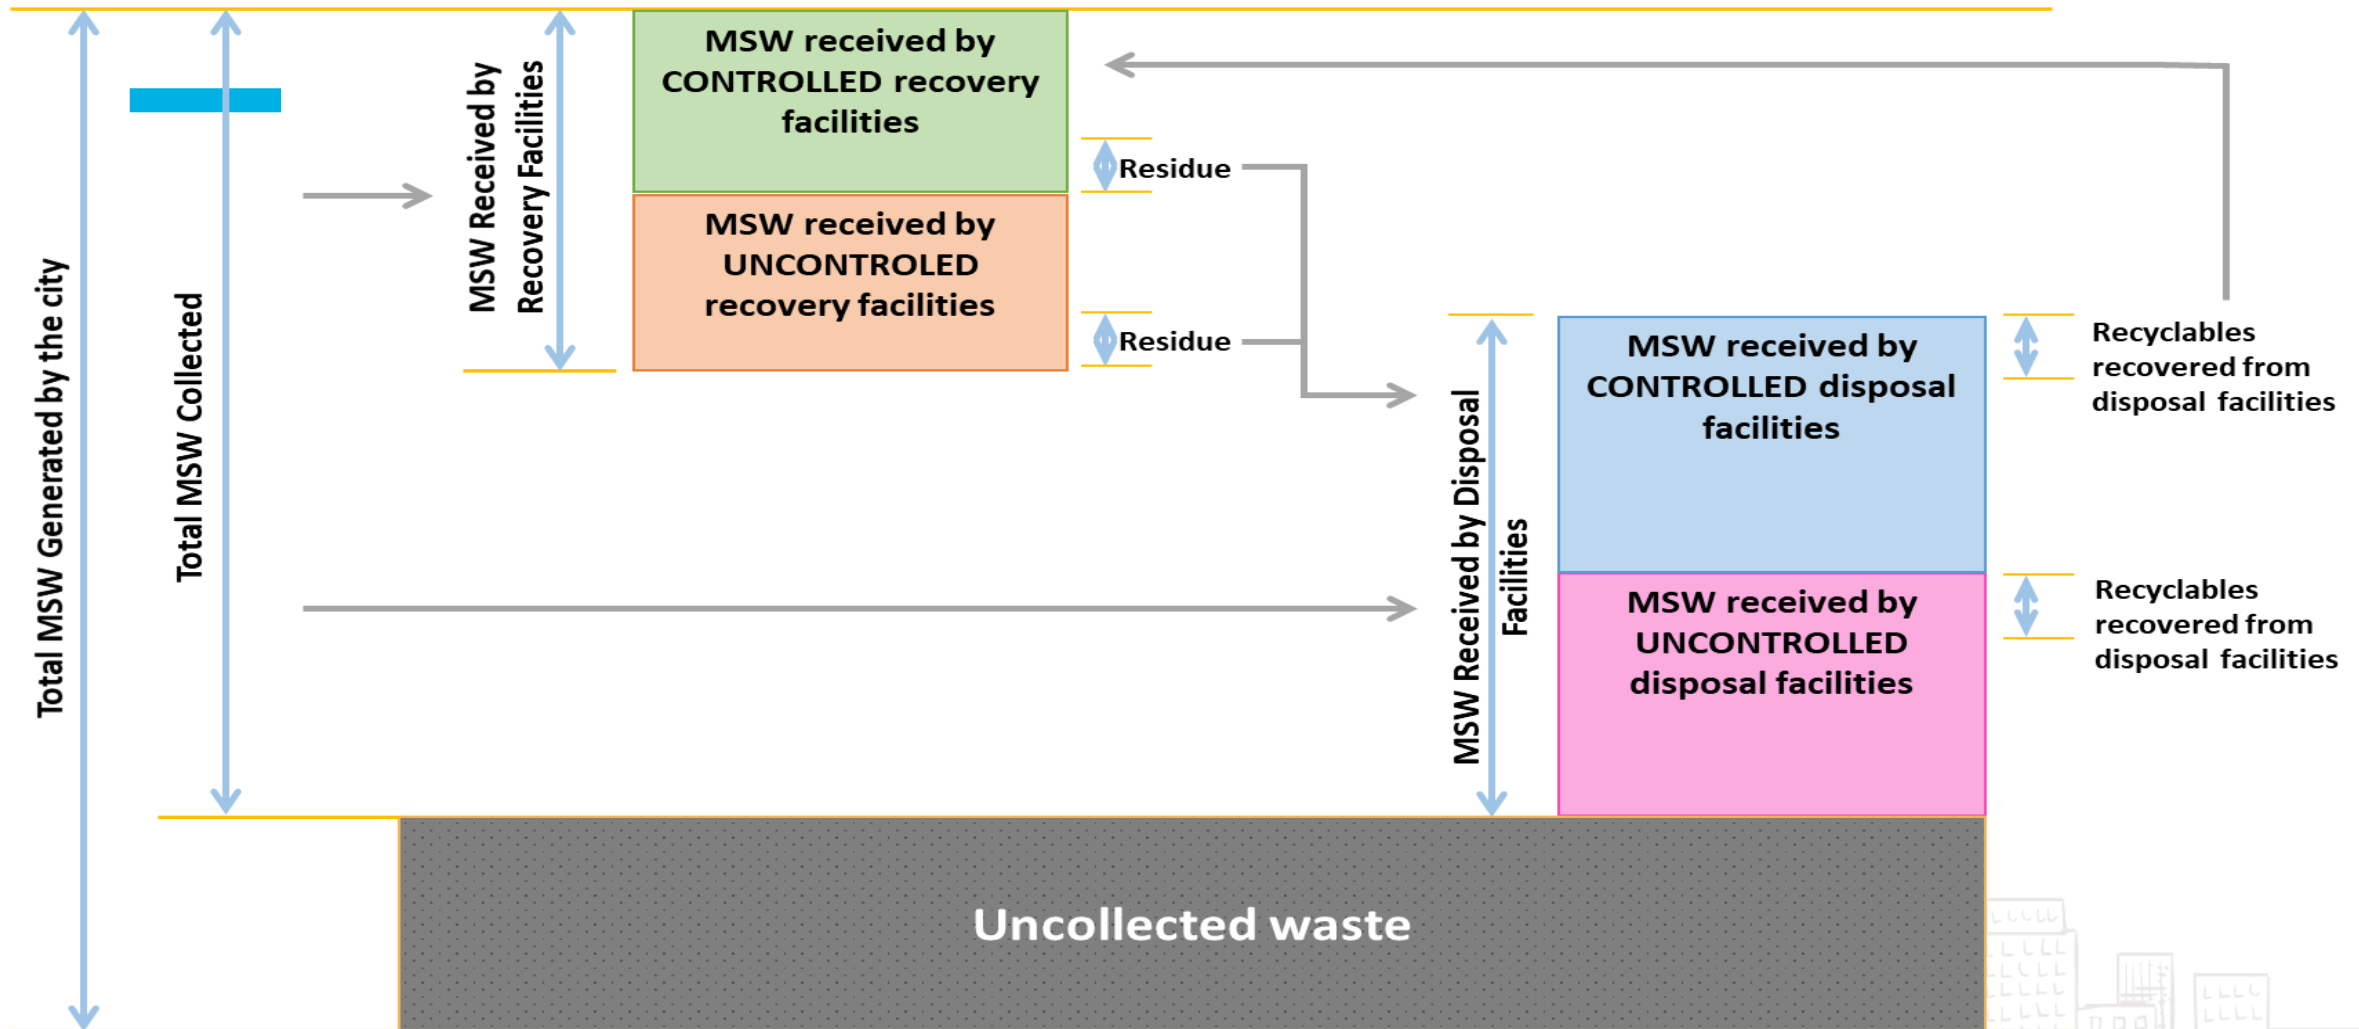 Total MSW Generated by the city
Total MSW Collected
MSW Received by
Recovery Facilities
MSW received by
CONTROLLED recovery
facilities
Residue
MSW received by
UNCONTROLED
recovery facilities
Residue
MSW Received by Disposal
Facilities
MSW received by
CONTROLLED disposal
facilities
Recyclables
recovered from
disposal facilities
MSW received by
UNCONTROLLED
disposal facilities
Recyclables
recovered from
disposal facilities
Uncollected waste